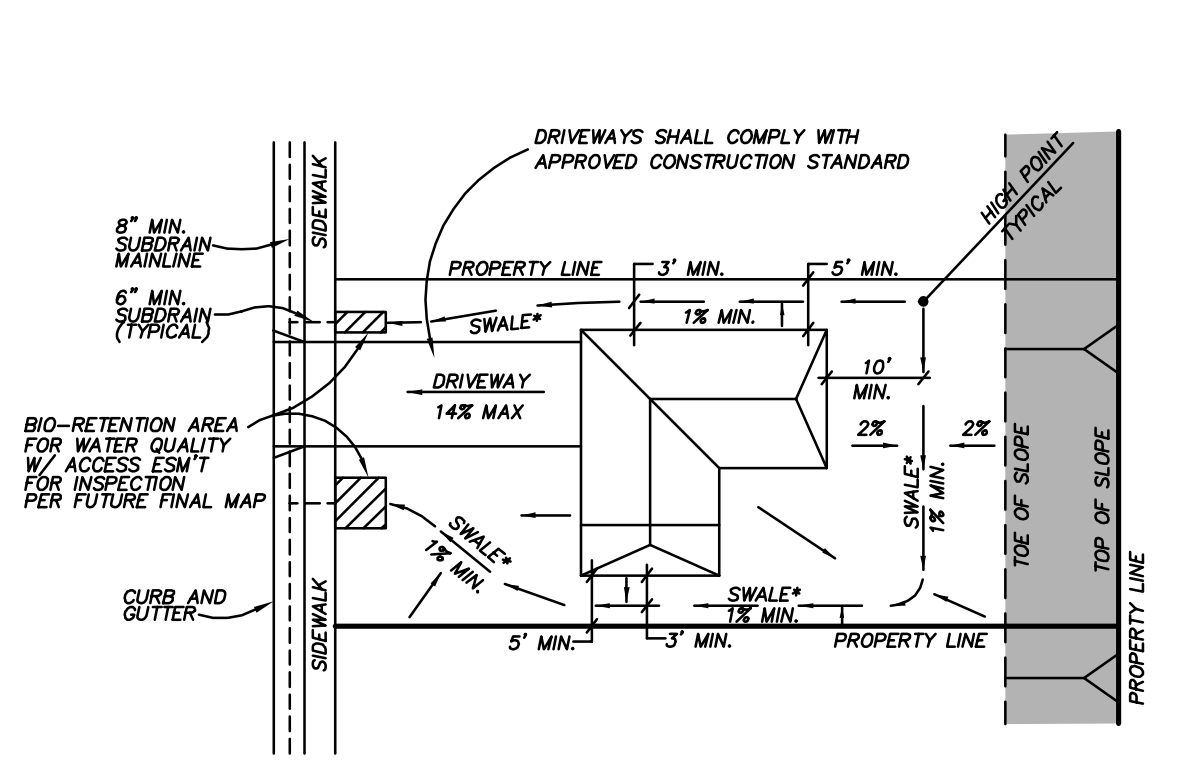 DRIVEWAYS SHALL COMPLY WITH
APPROVED CONSTRUCTION STANDARD
HIGH POINT
TYPICAL
SIDEWALK
8" MIN.
SUBDRAIN
MAINLINE
PROPERTY LINE
3' MIN.
5' MIN.
6" MIN.
SUBDRAIN
(TYPICAL)
SWALE*
1% MIN.
DRIVEWAY
14% MAX
10'
MIN.
2%
2%
BIO-RETENTION AREA
FOR WATER QUALITY
W/ ACCESS ESM'T
FOR INSPECTION
PER FUTURE FINAL MAP
SWALE*
1% MIN.
SWALE*
1% MIN.
TOE OF SLOPE
TOP OF SLOPE
CURB AND
GUTTER
SIDEWALK
SWALE*
1% MIN.
5' MIN.
3' MIN.
PROPERTY LINE
PROPERTY LINE